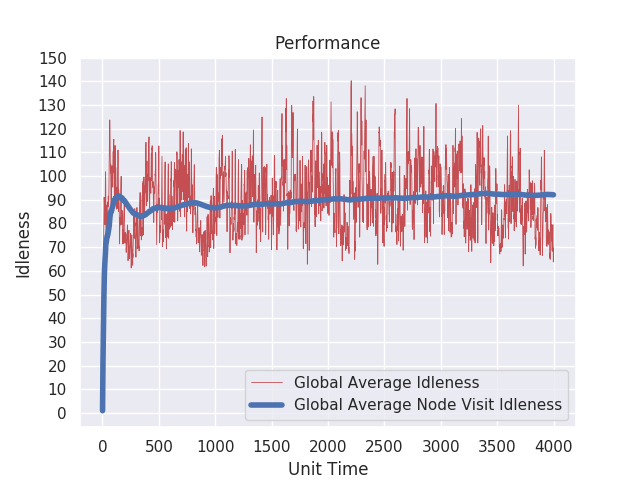 Performance
150
140
130
120
110
100
90
80
70
60
50
40
30
20
10
0
Idleness
Global Average Idleness
Global Average Node Visit Idleness
0 500 1000 1500 2000 2500 3000 3500 4000
Unit Time